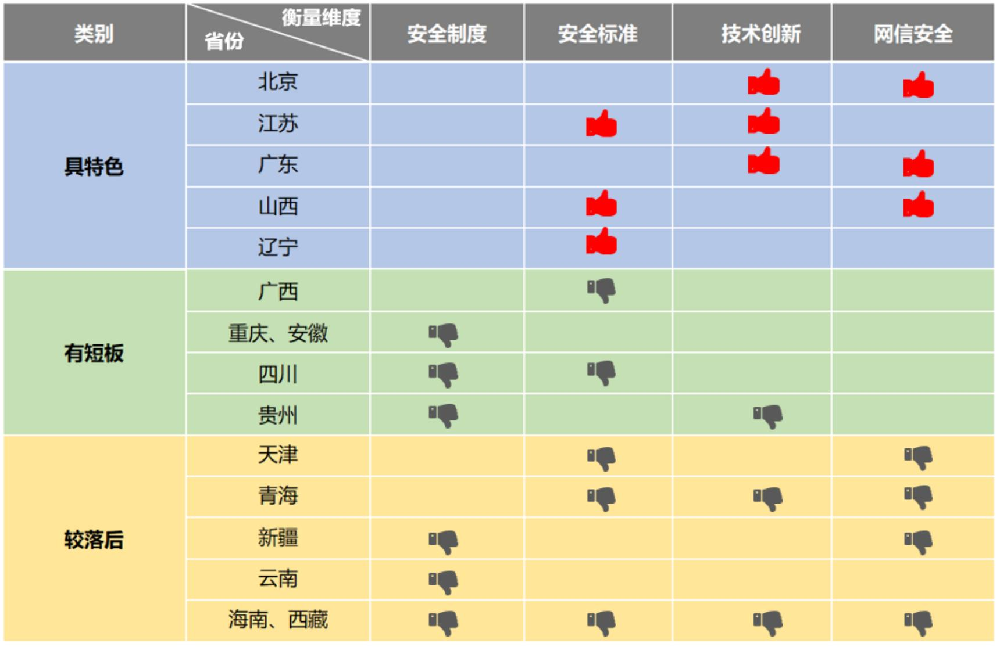 类别
衡量维度
省份
安全制度
安全标准
技术创新
网信安全
具特色
北京
江苏
广东
山西
辽宁
有短板
广西
重庆、安徽
四川
贵州
较落后
天津
青海
新疆
云南
海南、西藏